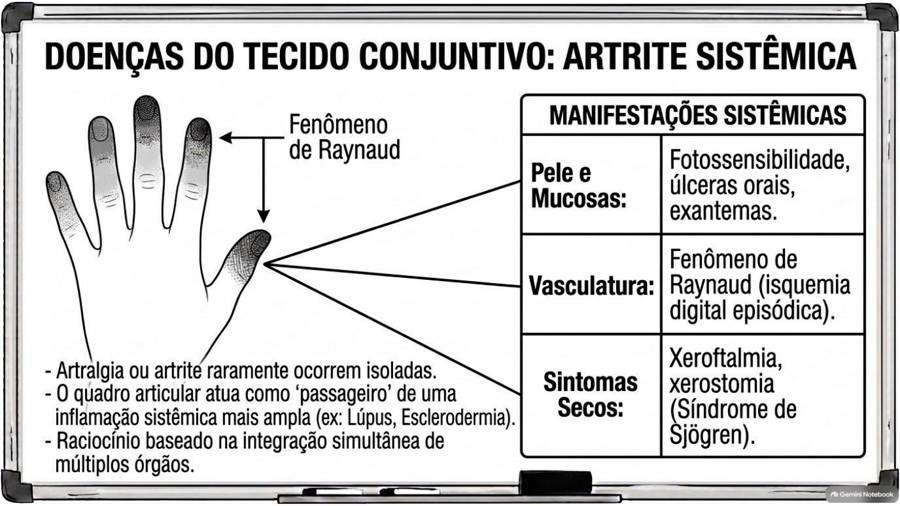 DOENÇAS DO TECIDO CONJUNTIVO: ARTRITE SISTÊMICA
Fenômeno
de Raynaud
MANIFESTAÇÕES SISTÊMICAS
Pele e
Mucosas:
Fotossensibilidade,
úlceras orais,
exantemas.
Vasculatura:
Fenômeno de
Raynaud (isquemia
digital episódica).
Sintomas
Secos:
Xeroftalmia,
xerostomia
(Síndrome de
Sjögren).
- Artralgia ou artrite raramente ocorrem isoladas.
- O quadro articular atua como ‘passageiro’ de uma
inflamação sistêmica mais ampla (ex: Lúpus, Esclerodermia).
- Raciocínio baseado na integração simultânea de
múltiplos órgãos.
Gemini Notebook